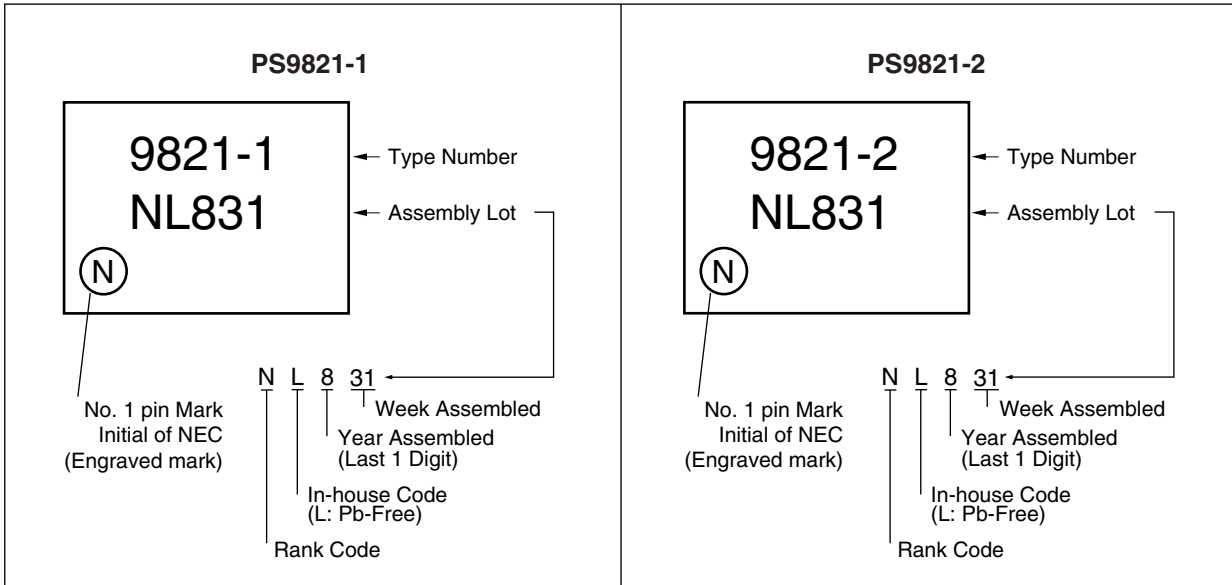 PS9821-1
9821-1
Type Number
NL831
Assembly Lot
N
N L 8 31
No. 1 pin Mark
Initial of NEC
(Engraved mark)
Week Assembled
Year Assembled
(Last 1 Digit)
In-house Code
(L: Pb-Free)
Rank Code
PS9821-2
9821-2
Type Number
NL831
Assembly Lot
N
N L 8 31
No. 1 pin Mark
Initial of NEC
(Engraved mark)
Week Assembled
Year Assembled
(Last 1 Digit)
In-house Code
(L: Pb-Free)
Rank Code